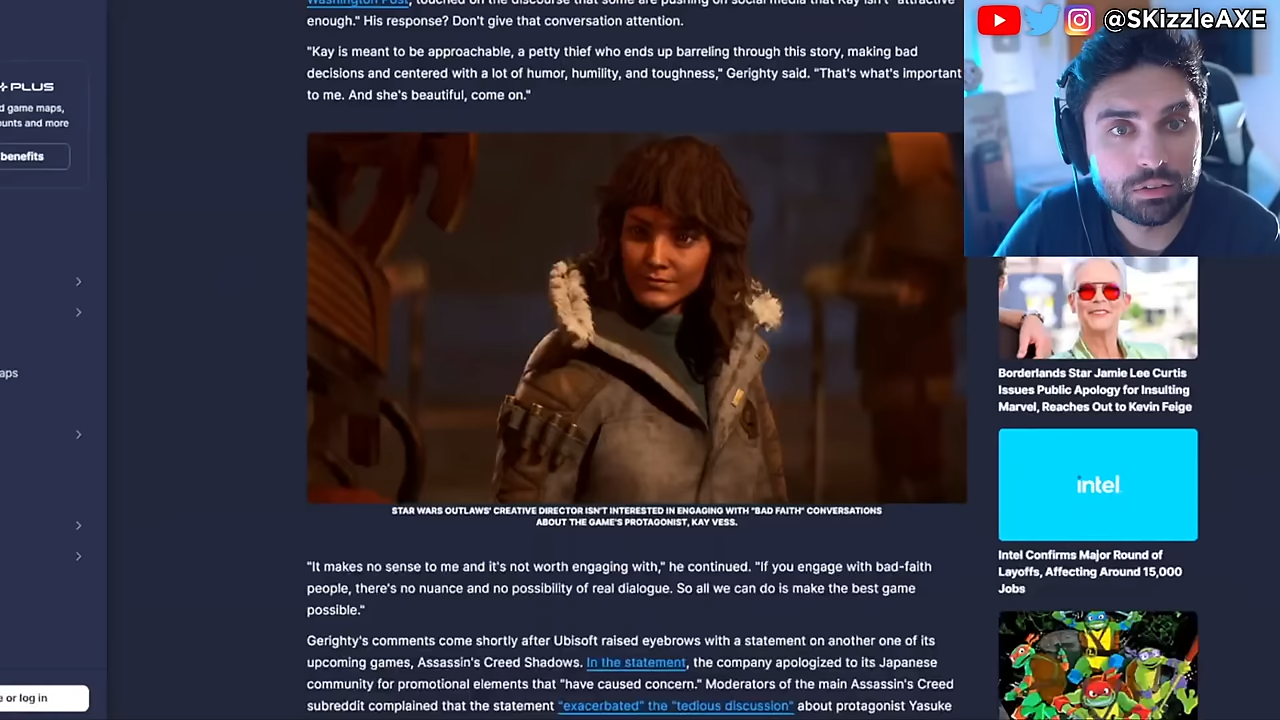 Washington Post, touched on the discourse that some are pushing on social media that Kay isn't "attractive
enough." His response? Don't give that conversation attention.
"Kay is meant to be approachable, a petty thief who ends up barreling through this story, making bad
decisions and centered with a lot of humor, humility, and toughness," Gerighty said. "That's what's important
to me. And she's beautiful, come on."
@SKizzleAXE
PLUS
d game maps,
unts and more
benefits
aps
e or log in
STAR WARS OUTLAWS' CREATIVE DIRECTOR ISN'T INTERESTED IN ENGAGING WITH "BAD FAITH" CONVERSATIONS
ABOUT THE GAME'S PROTAGONIST, KAY VESS.
"It makes no sense to me and it's not worth engaging with," he continued. "If you engage with bad-faith
people, there's no nuance and no possibility of real dialogue. So all we can do is make the best game
possible."
Gerighty's comments come shortly after Ubisoft raised eyebrows with a statement on another one of its
upcoming games, Assassin's Creed Shadows. In the statement, the company apologized to its Japanese
community for promotional elements that "have caused concern." Moderators of the main Assassin's Creed
subreddit complained that the statement "exacerbated" the "tedious discussion" about protagonist Yasuke
Borderlands Star Jamie Lee Curtis
Issues Public Apology for Insulting
Marvel, Reaches Out to Kevin Feige
intel
Intel Confirms Major Round of
Layoffs, Affecting Around 15,000
Jobs